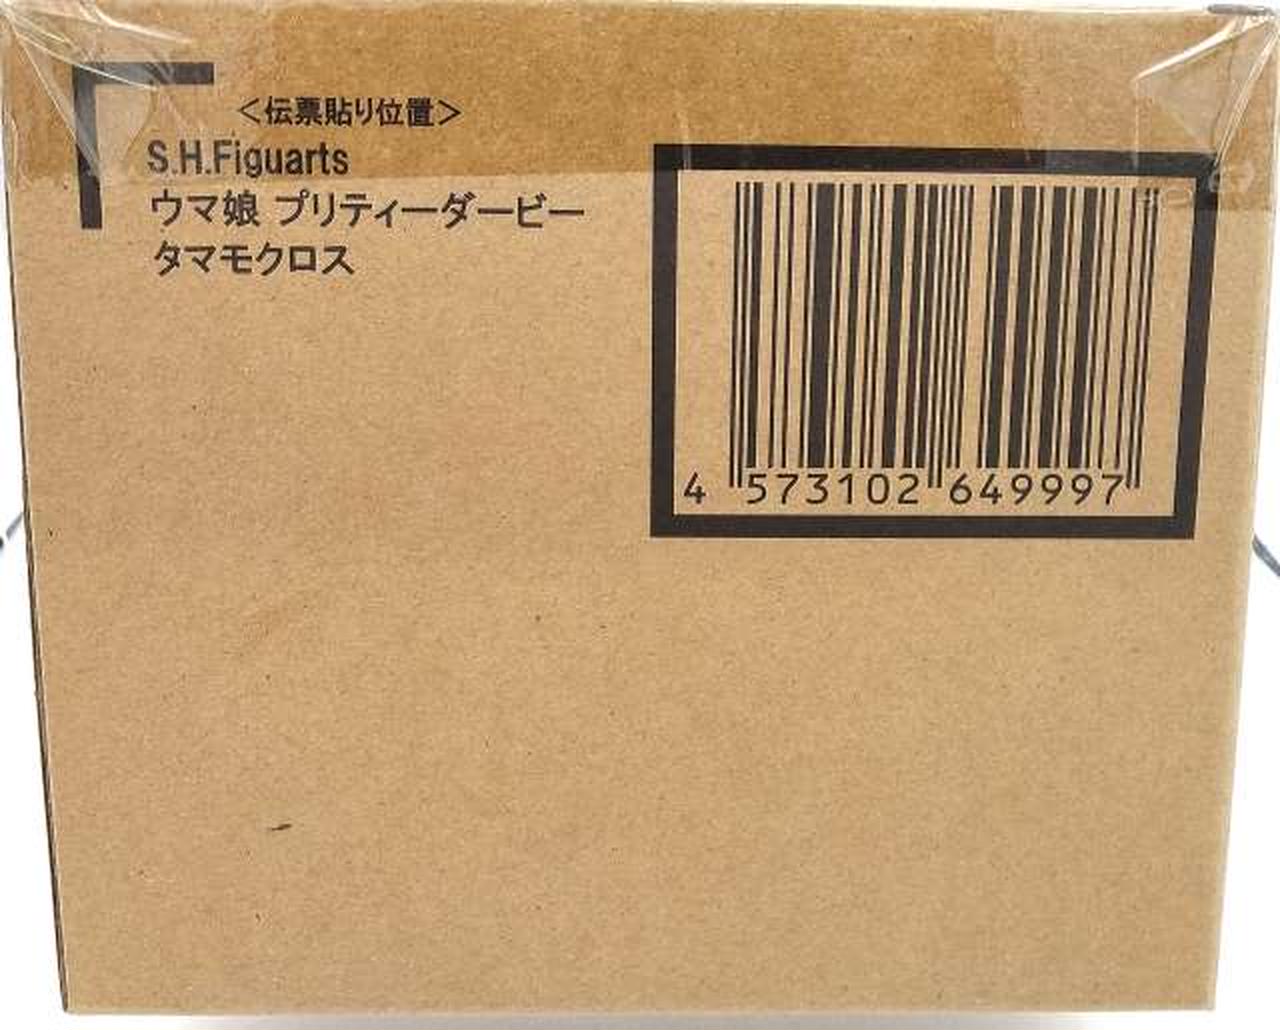 <伝票貼り位置>
S.H.Figuarts
ウマ娘 プリティーダービー
タマモクロス
4 573102 649997